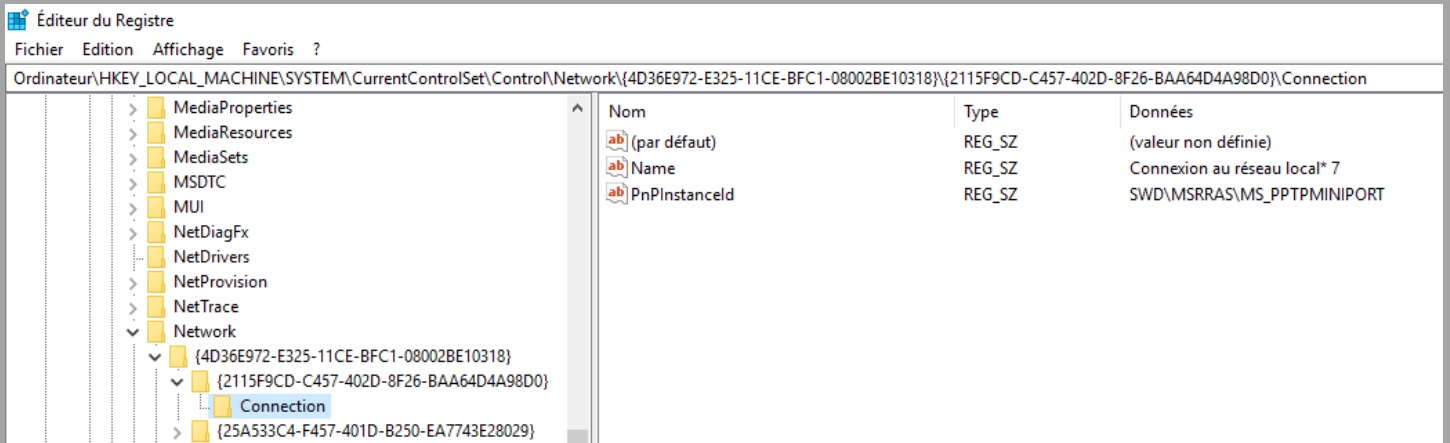 Éditeur du Registre
Fichier Edition Affichage Favoris ?
Ordinateur\HKEY_LOCAL_MACHINE\SYSTEM\CurrentControlSet\Control\Network\{4D36E972-E325-11CE-BFC1-08002BE10318}\{2115F9CD-C457-402D-8F26-BAA64D4A98D0}\Connection
MediaProperties
MediaResources
MediaSets
MSDTC
MUI
NetDiagFx
NetDrivers
NetProvision
NetTrace
Network
{4D36E972-E325-11CE-BFC1-08002BE10318}
{2115F9CD-C457-402D-8F26-BAA64D4A98D0}
Connection
{25A533C4-F457-401D-B250-EA7743E28029}
Nom Type Données
ab (par défaut) REG_SZ (valeur non définie)
ab Name REG_SZ Connexion au réseau local* 7
ab PnPInstanceId REG_SZ SWD\MSRRAS\MS_PPTPMINIPORT